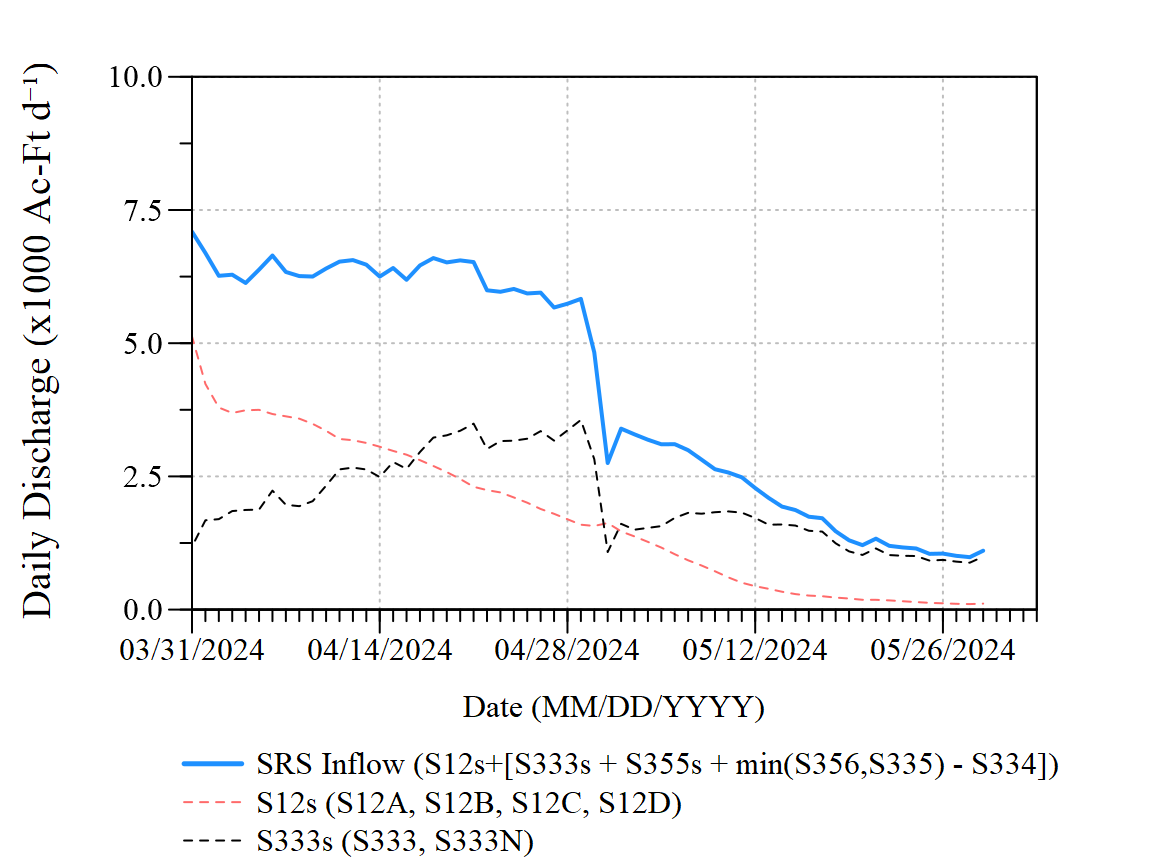 Daily Discharge (x1000 Ac-Ft d⁻¹)
10.0
7.5
5.0
2.5
0.0
03/31/2024 04/14/2024 04/28/2024 05/12/2024 05/26/2024
Date (MM/DD/YYYY)
SRS Inflow (S12s+[S333s + S355s + min(S356,S335) - S334])
S12s (S12A, S12B, S12C, S12D)
S333s (S333, S333N)